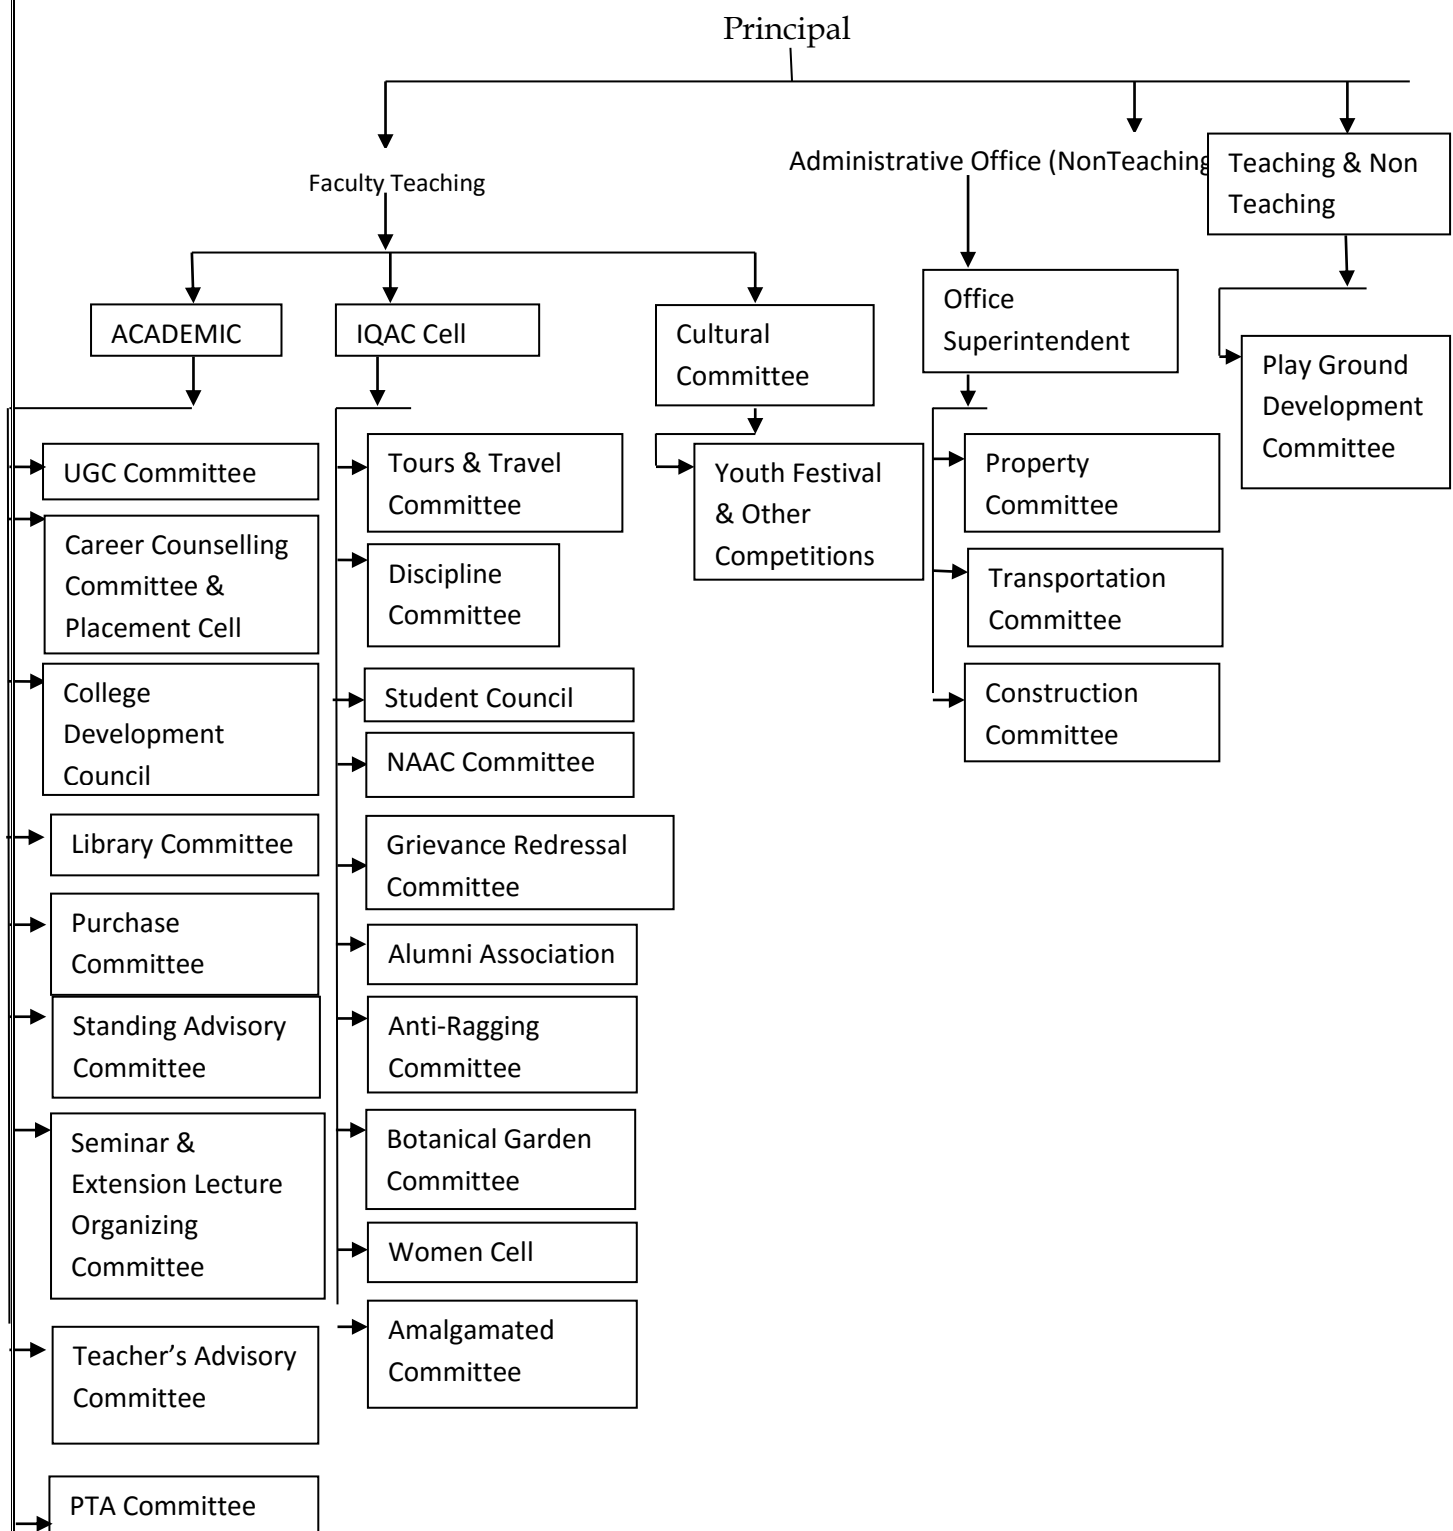 Principal
Faculty Teaching
Administrative Office (NonTeaching
Teaching & Non
Teaching
ACADEMIC
IQAC Cell
Cultural
Committee
Office
Superintendent
Play Ground
Development
Committee
UGC Committee
Career Counselling
Committee &
Placement Cell
College
Development
Council
Library Committee
Purchase
Committee
Standing Advisory
Committee
Seminar &
Extension Lecture
Organizing
Committee
Teacher’s Advisory
Committee
PTA Committee
Tours & Travel
Committee
Discipline
Committee
Student Council
NAAC Committee
Grievance Redressal
Committee
Alumni Association
Anti-Ragging
Committee
Botanical Garden
Committee
Women Cell
Amalgamated
Committee
Youth Festival
& Other
Competitions
Property
Committee
Transportation
Committee
Construction
Committee